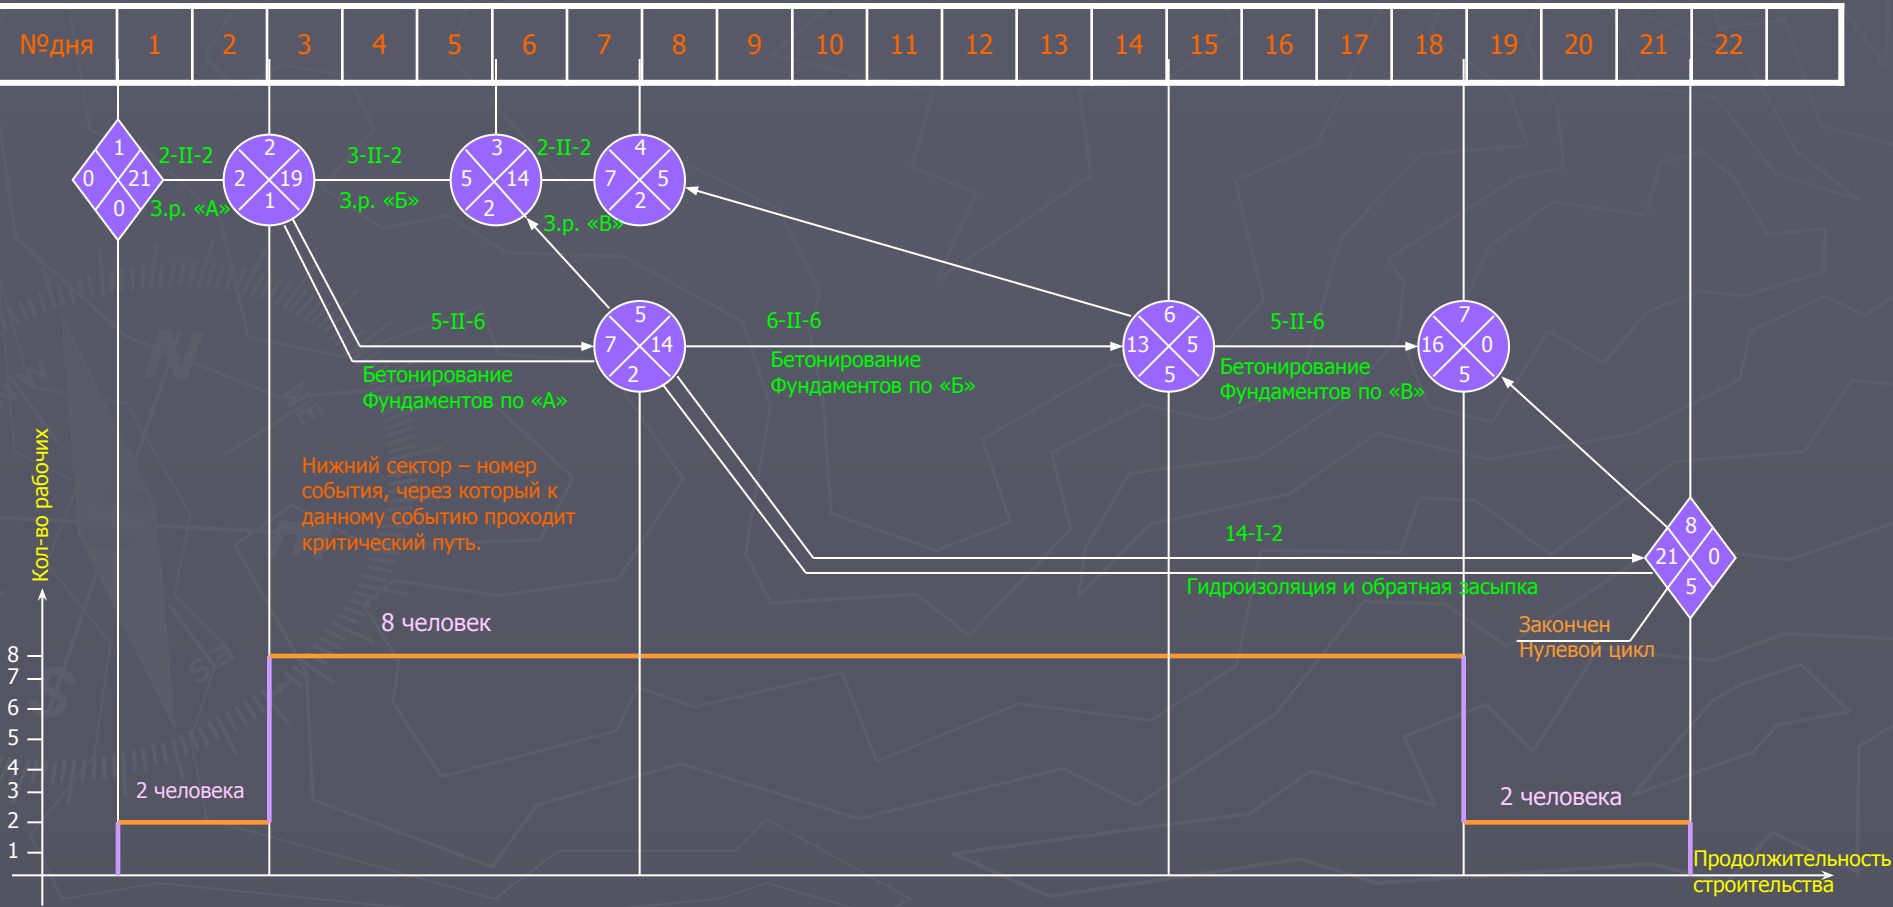 №дня 1 2 3 4 5 6 7 8 9 10 11 12 13 14 15 16 17 18 19 20 21 22
1
0 21
0
2-II-2
З.р. «А»
2
2 19
1
3-II-2
З.р. «Б»
3
5 14
2
2-II-2
З.р. «В»
4
7 5
2
5-II-6
Бетонирование
Фундаментов по «А»
5
7 14
2
6-II-6
Бетонирование
Фундаментов по «Б»
6
13 5
5
5-II-6
Бетонирование
Фундаментов по «В»
7
16 0
5
Нижний сектор – номер
события, через который к
данному событию проходит
критический путь.
14-I-2
Гидроизоляция и обратная засыпка
8
21 0
5
Закончен
Нулевой цикл
Кол-во рабочих
8
7
6
5
4
3
2
1
2 человека
8 человек
2 человека
Продолжительность
строительства
N
NE
E
ES
S
NW